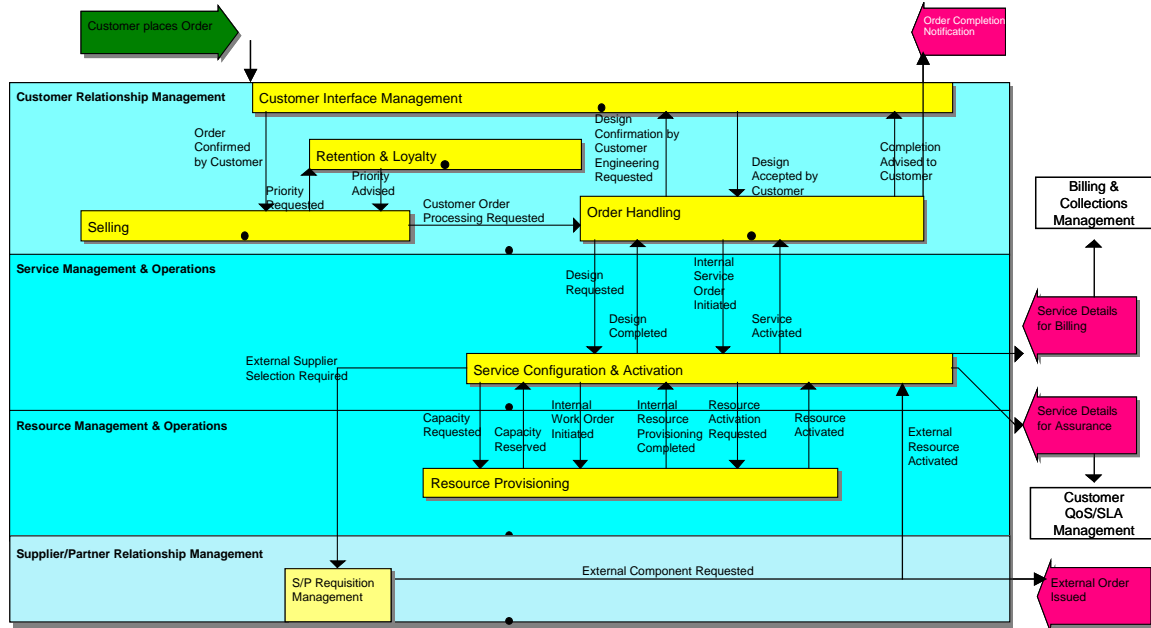 Customer places Order
Order Completion
Notification
Customer Relationship Management
Customer Interface Management
Order
Confirmed
by Customer
Retention & Loyalty
Design
Confirmation by
Customer
Engineering
Requested
Design
Accepted by
Customer
Completion
Advised to
Customer
Priority
Requested
Priority
Advised
Customer Order
Processing Requested
Selling
Order Handling
Billing &
Collections
Management
Service Management & Operations
Design
Requested
Internal
Service
Order
Initiated
Design
Completed
Service
Activated
Service Details
for Billing
External Supplier
Selection Required
Service Configuration & Activation
Resource Management & Operations
Capacity
Requested
Capacity
Reserved
Internal
Work Order
Initiated
Internal
Resource
Provisioning
Completed
Resource
Activation
Requested
Resource
Activated
External
Resource
Activated
Service Details
for Assurance
Resource Provisioning
Customer
QoS/SLA
Management
Supplier/Partner Relationship Management
S/P Requisition
Management
External Component Requested
External Order
Issued